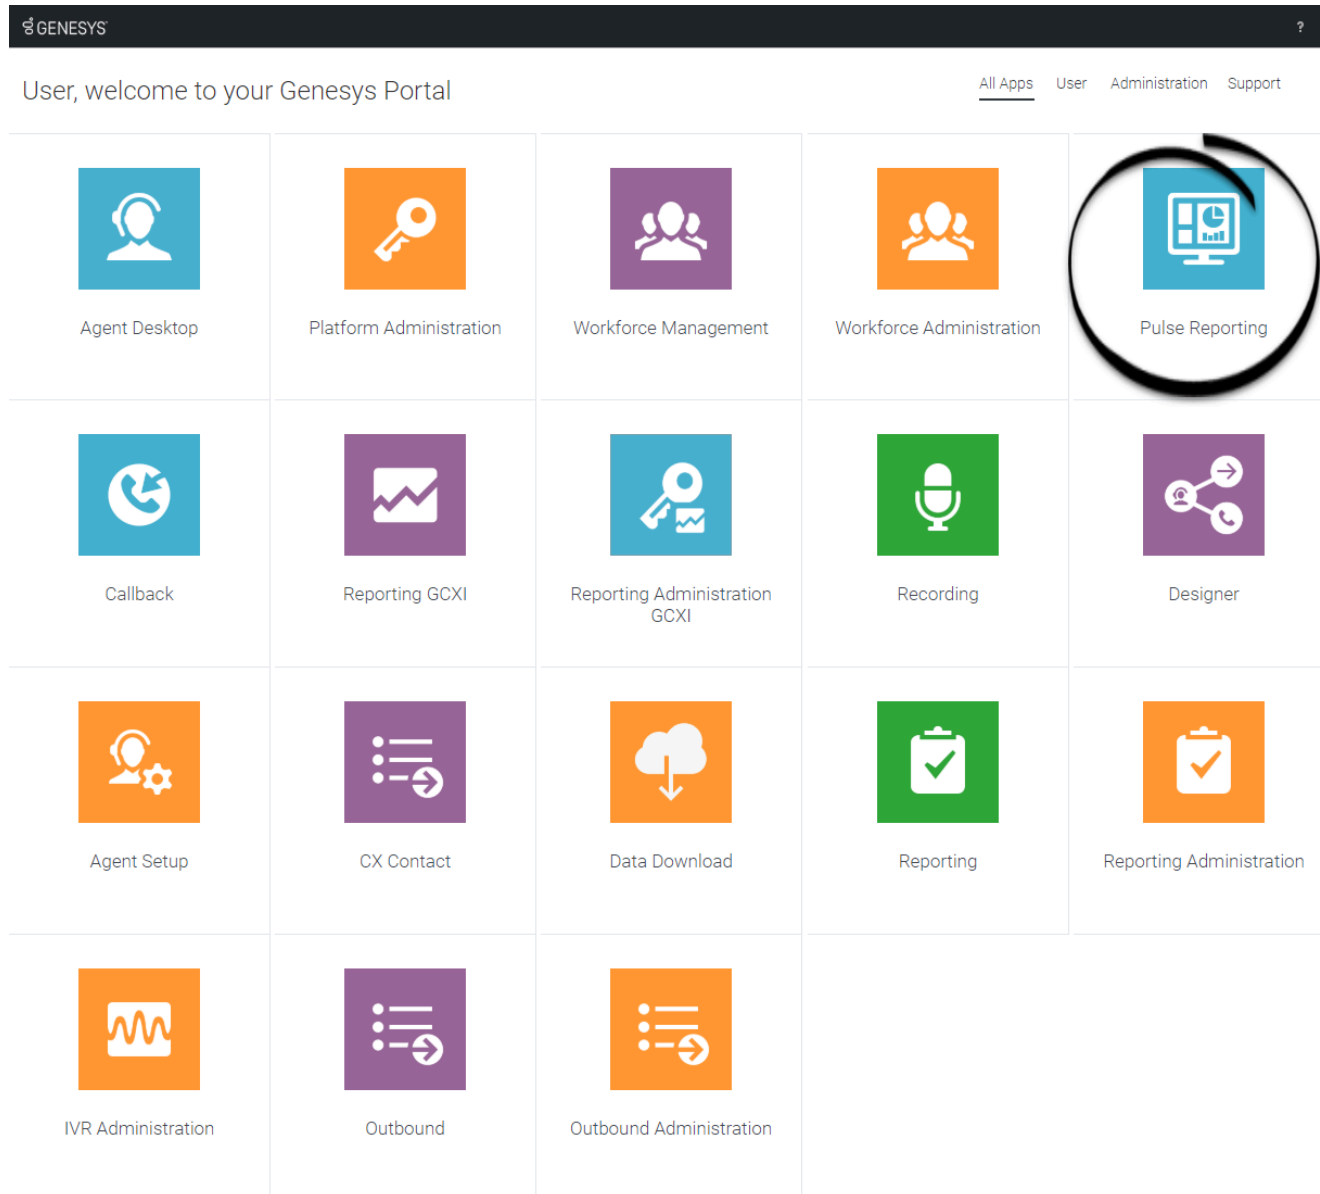 GENESYS
?
User, welcome to your Genesys Portal
All Apps User Administration Support
Agent Desktop
Platform Administration
Workforce Management
Workforce Administration
Pulse Reporting
Callback
Reporting GCXI
Reporting Administration
GCXI
Recording
Designer
Agent Setup
CX Contact
Data Download
Reporting
Reporting Administration
IVR Administration
Outbound
Outbound Administration